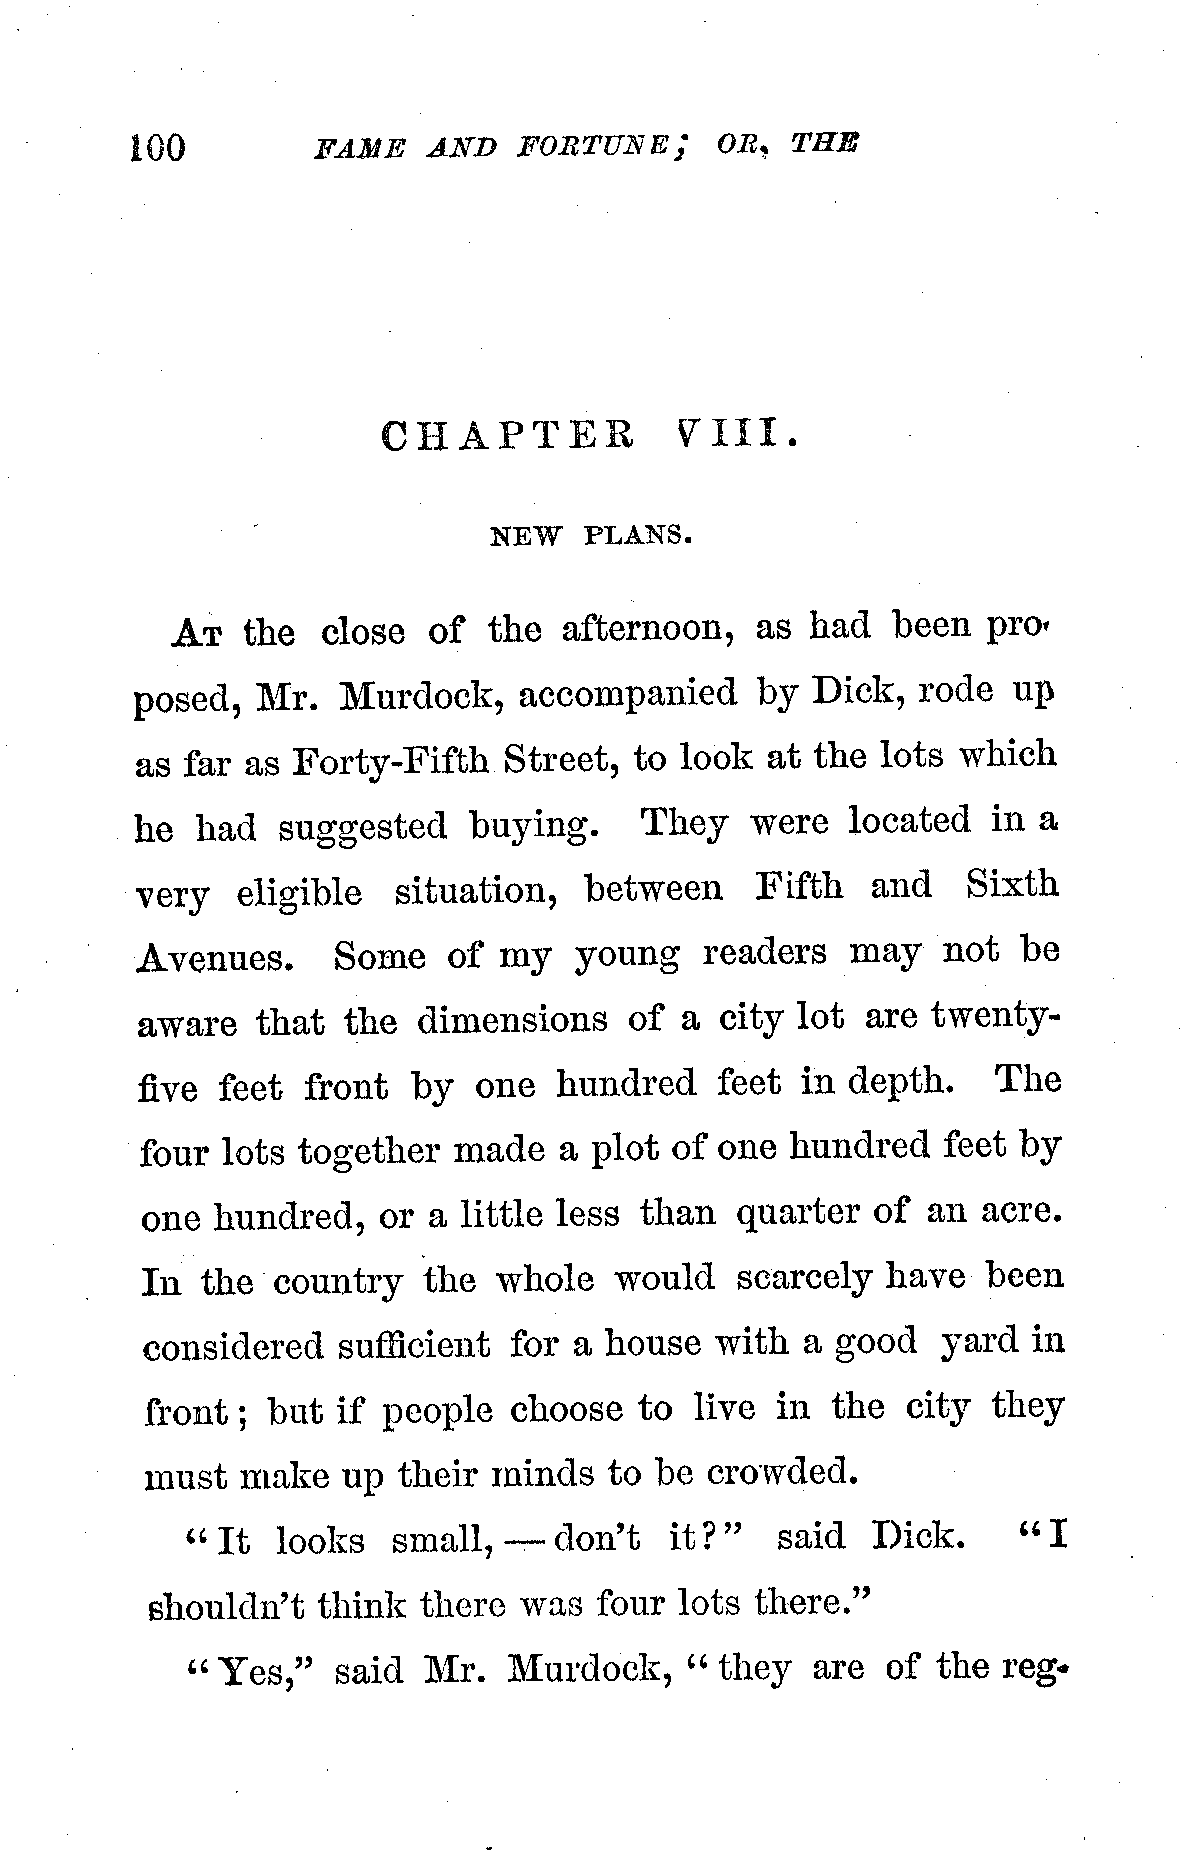 100 FAME AND FORTUNE; OR, THE
CHAPTER VIII.
NEW PLANS.
AT the close of the afternoon, as had been pro-
posed, Mr. Murdock, accompanied by Dick, rode up
as far as Forty-Fifth Street, to look at the lots which
he had suggested buying. They were located in a
very eligible situation, between Fifth and Sixth
Avenues. Some of my young readers may not be
aware that the dimensions of a city lot are twenty-
five feet front by one hundred feet in depth. The
four lots together made a plot of one hundred feet by
one hundred, or a little less than quarter of an acre.
In the country the whole would scarcely have been
considered sufficient for a house with a good yard in
front; but if people choose to live in the city they
must make up their minds to be crowded.
"It looks small, — don't it?" said Dick. "I
shouldn't think there was four lots there."
"Yes," said Mr. Murdock, "they are of the reg-